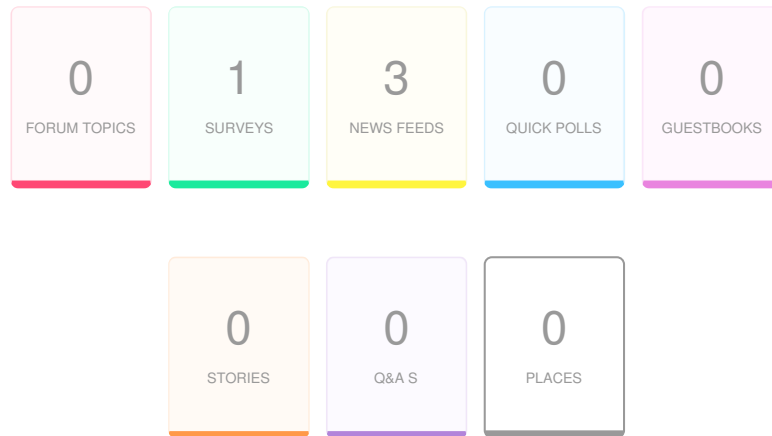 0 1 3 0 0
FORUM TOPICS SURVEYS NEWS FEEDS QUICK POLLS GUESTBOOKS
0 0 0
STORIES Q&A S PLACES